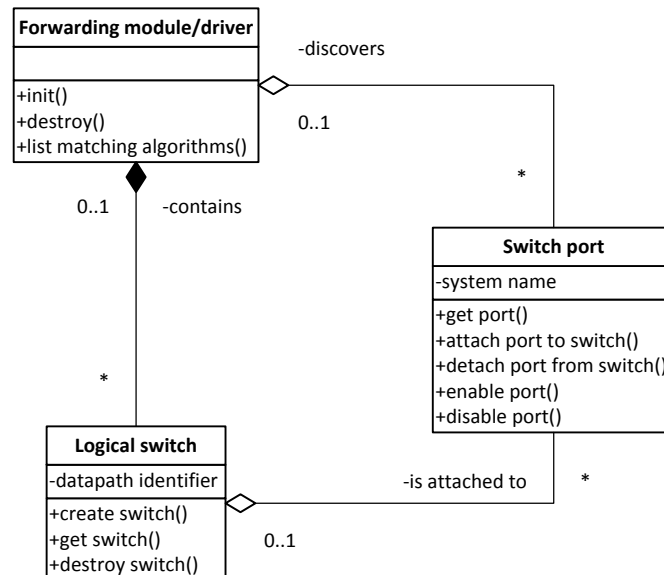 Forwarding module/driver
+init()
+destroy()
+list matching algorithms()
-discovers
0..1
*
0..1
-contains
*
Switch port
-system name
+get port()
+attach port to switch()
+detach port from switch()
+enable port()
+disable port()
Logical switch
-datapath identifier
+create switch()
+get switch()
+destroy switch()
-is attached to
*
0..1